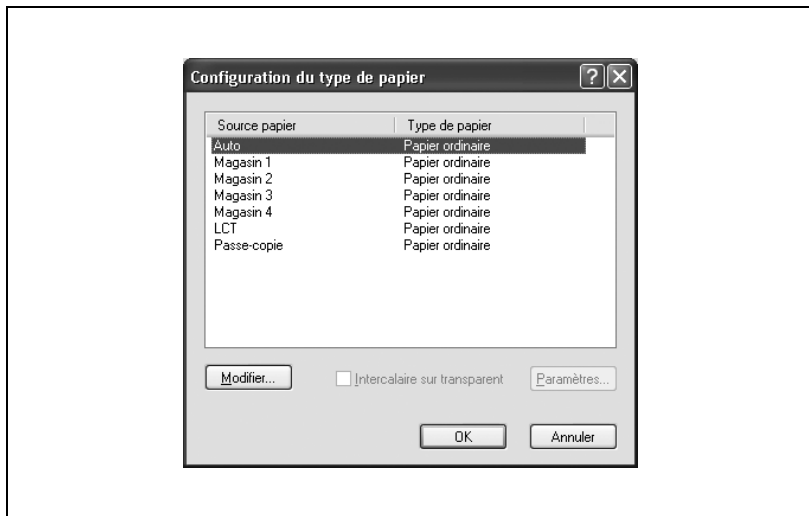 Configuration du type de papier
Source papier Type de papier
Auto Papier ordinaire
Magasin 1 Papier ordinaire
Magasin 2 Papier ordinaire
Magasin 3 Papier ordinaire
Magasin 4 Papier ordinaire
LCT Papier ordinaire
Passe-copie Papier ordinaire
Modifier... Intercalaire sur transparent Paramètres...
OK Annuler